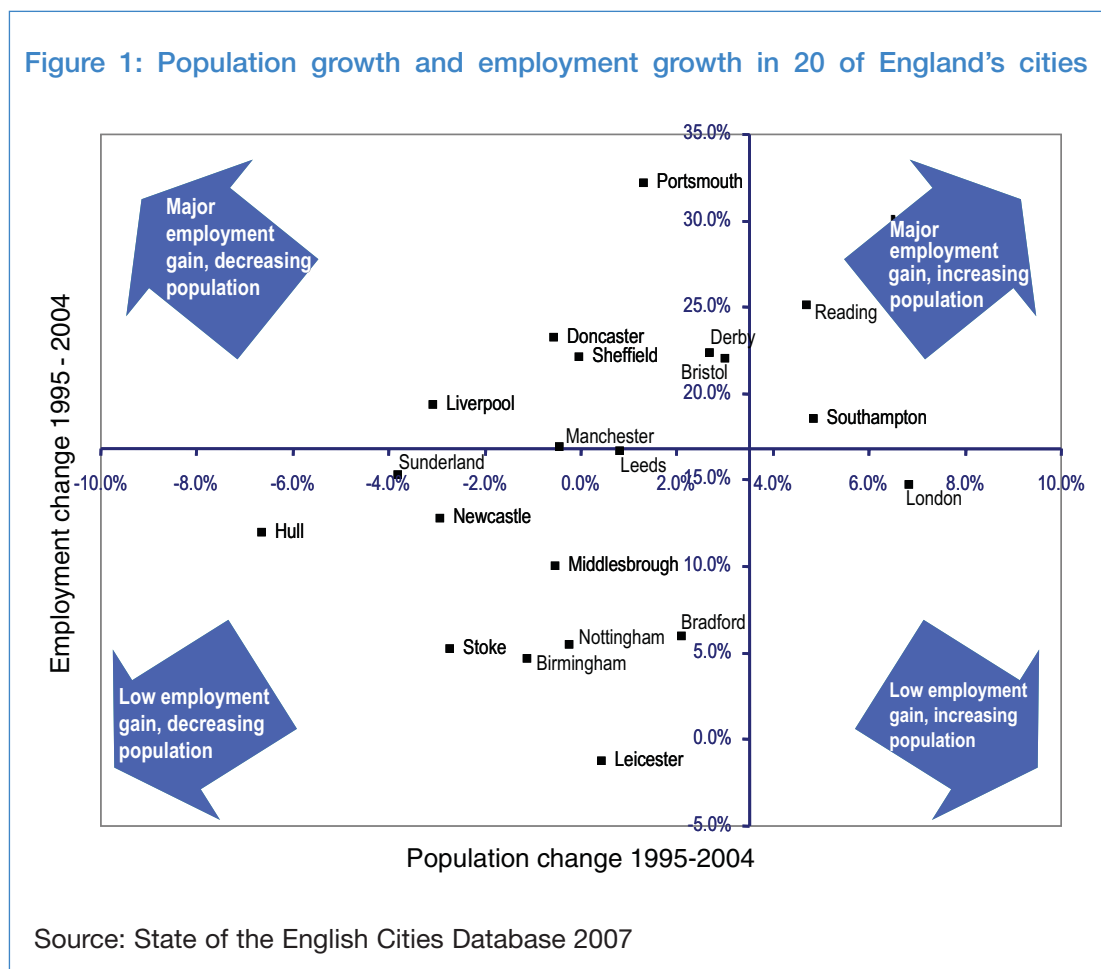 Figure 1: Population growth and employment growth in 20 of England's cities
35.0%
Portsmouth
Major
employment
gain, decreasing
population
30.0%
Major
employment
gain, increasing
population
25.0%
Reading
Doncaster
Derby
Sheffield
Bristol
20.0%
Liverpool
Southampton
Manchester
Sunderland
Leeds
15.0%
-10.0%
-8.0%
-6.0%
-4.0%
-2.0%
0.0%
2.0%
4.0%
6.0%
8.0%
10.0%
London
Newcastle
Hull
Middlesbrough
10.0%
Bradford
Nottingham
Stoke
5.0%
Birmingham
Low employment
gain, decreasing
population
Low employment
gain, increasing
population
0.0%
Leicester
-5.0%
Employment change 1995 - 2004
Population change 1995-2004
Source: State of the English Cities Database 2007